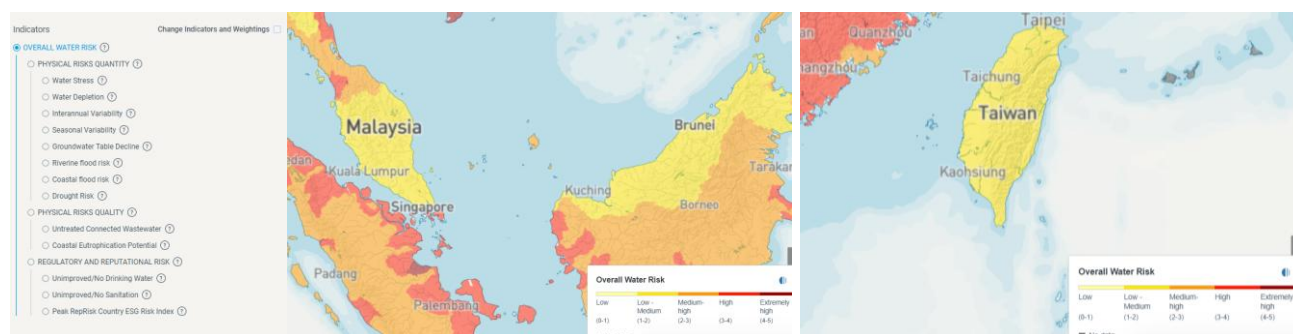 Indicators
Change Indicators and Weightings
OVERALL WATER RISK ?
PHYSICAL RISKS QUANTITY ?
Water Stress ?
Water Depletion ?
Interannual Variability ?
Seasonal Variability ?
Groundwater Table Decline ?
Riverine flood risk ?
Coastal flood risk ?
Drought Risk ?
PHYSICAL RISKS QUALITY ?
Untreated Connected Wastewater ?
Coastal Eutrophication Potential ?
REGULATORY AND REPUTATIONAL RISK ?
Unimproved/No Drinking Water ?
Unimproved/No Sanitation ?
Peak RepRisk Country ESG Risk Index ?
Malaysia
Brunei
edan
Kuala Lumpur
Tarakan
Kuching
Singapore
Borneo
Padang
Palembang
Overall Water Risk
Low Low - Medium Medium-high High Extremely high
(0-1) (1-2) (2-3) (3-4) (4-5)
Taipei
an Quanzhou
angzhou
Taichung
Taiwan
Kaohsiung
Overall Water Risk
Low Low - Medium Medium-high High Extremely high
(0-1) (1-2) (2-3) (3-4) (4-5)